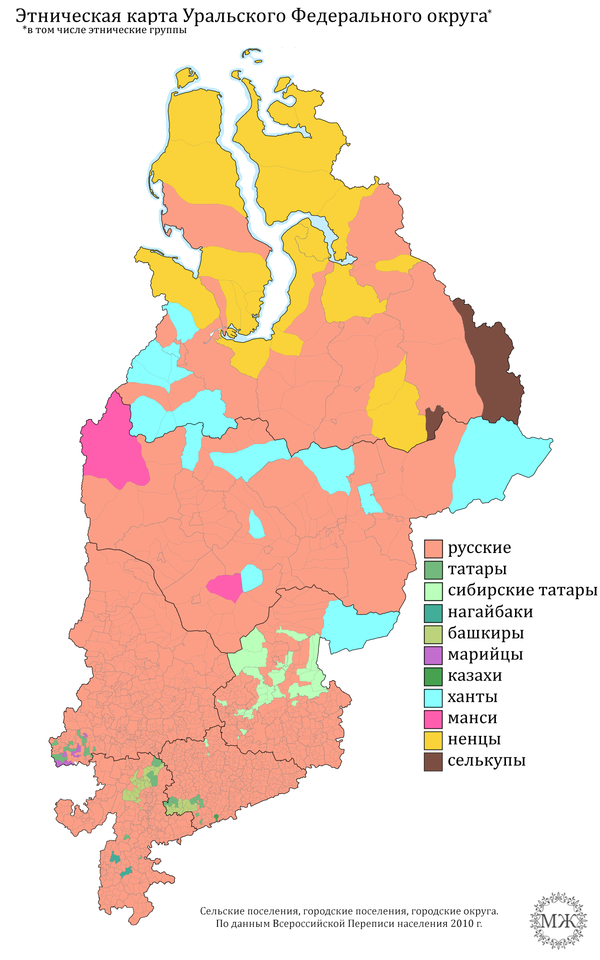 Этническая карта Уральского Федерального округа*
*в том числе этнические группы
русские
татары
сибирские татары
нагайбаки
башкиры
марийцы
казахи
ханты
манси
ненцы
селькупы
Сельские поселения, городские поселения, городские округа.
По данным Всероссийской Переписи населения 2010 г.
МЖ